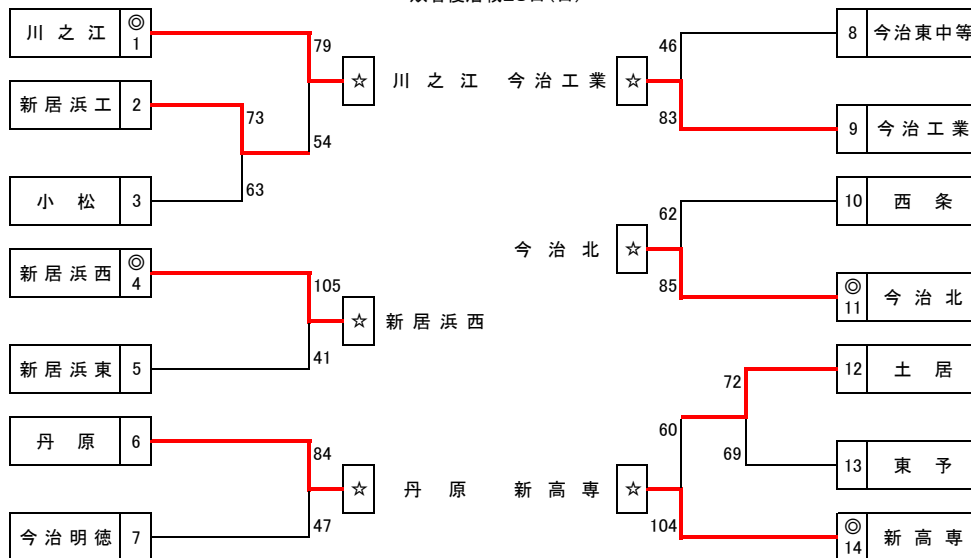 川之江 ◎ 1
79
☆ 川之江
新居浜工 2
73
54
小松 3
63
新居浜西 ◎ 4
105
☆ 新居浜西
新居浜東 5
41
丹原 6
84
☆ 丹原
今治明徳 7
47
46
8 今治東中等
今治工業 ☆
83
9 今治工業
62
10 西条
今治北 ☆
85
◎ 11 今治北
72
12 土居
60
69
13 東予
新高専 ☆
104
◎ 14 新高専